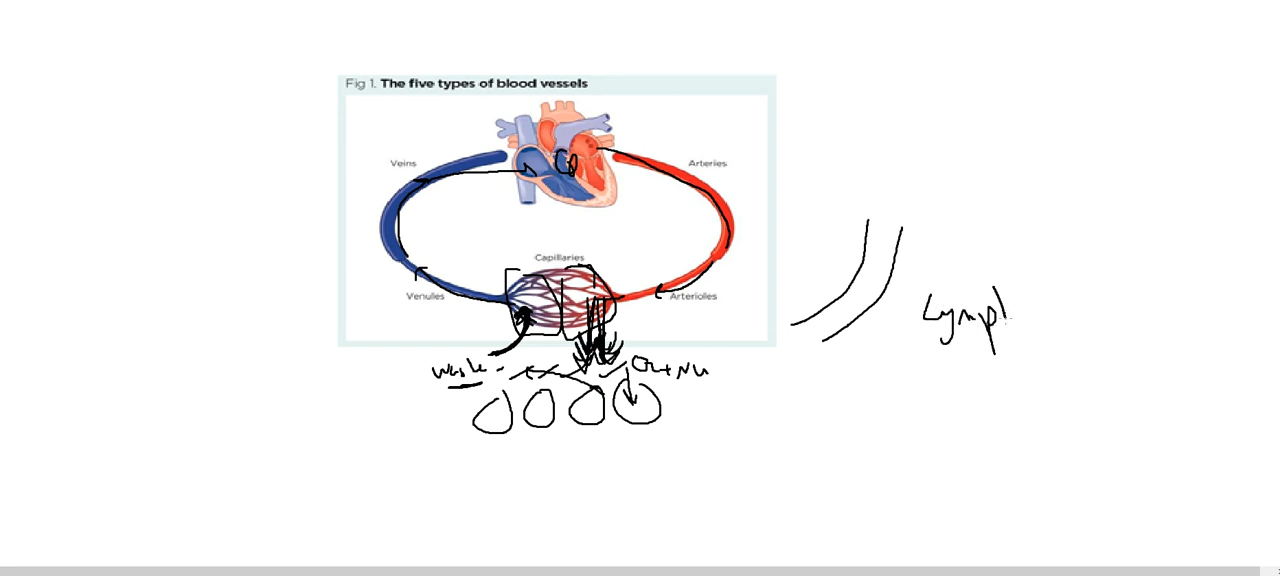 Fig 1. The five types of blood vessels
Veins
Arteries
Capillaries
Venules
Arterioles
Lymph
Waste
O2+Nu